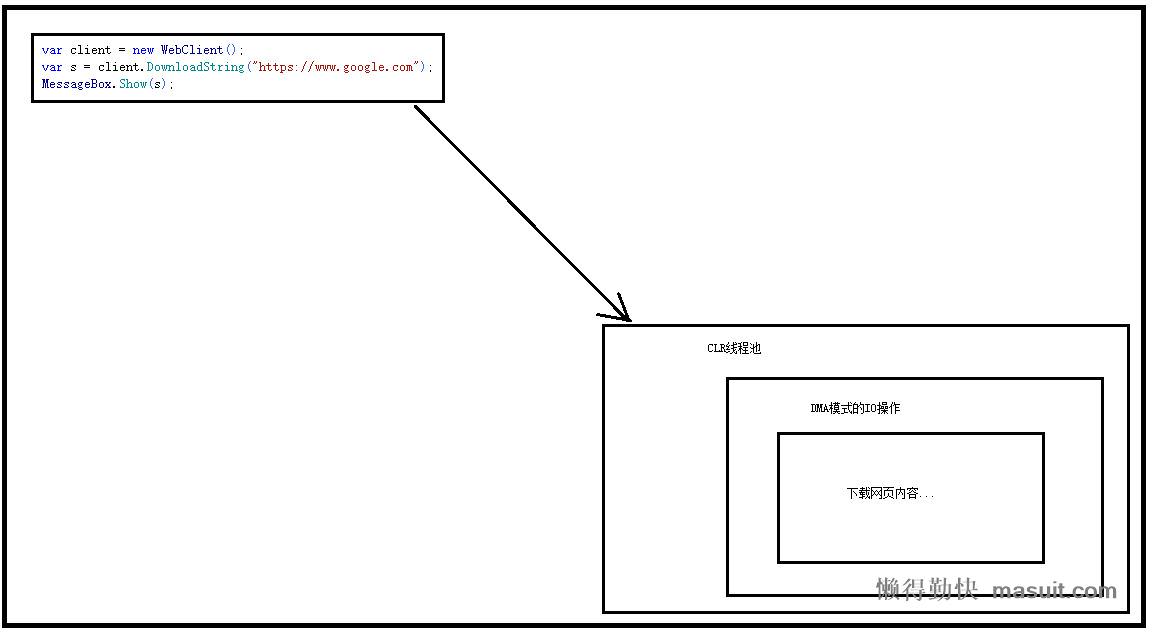 var client = new WebClient();
var s = client.DownloadString("https://www.google.com");
MessageBox.Show(s);
CLR线程池
DMA模式的IO操作
下载网页内容...
懒得勤快 masuit.com